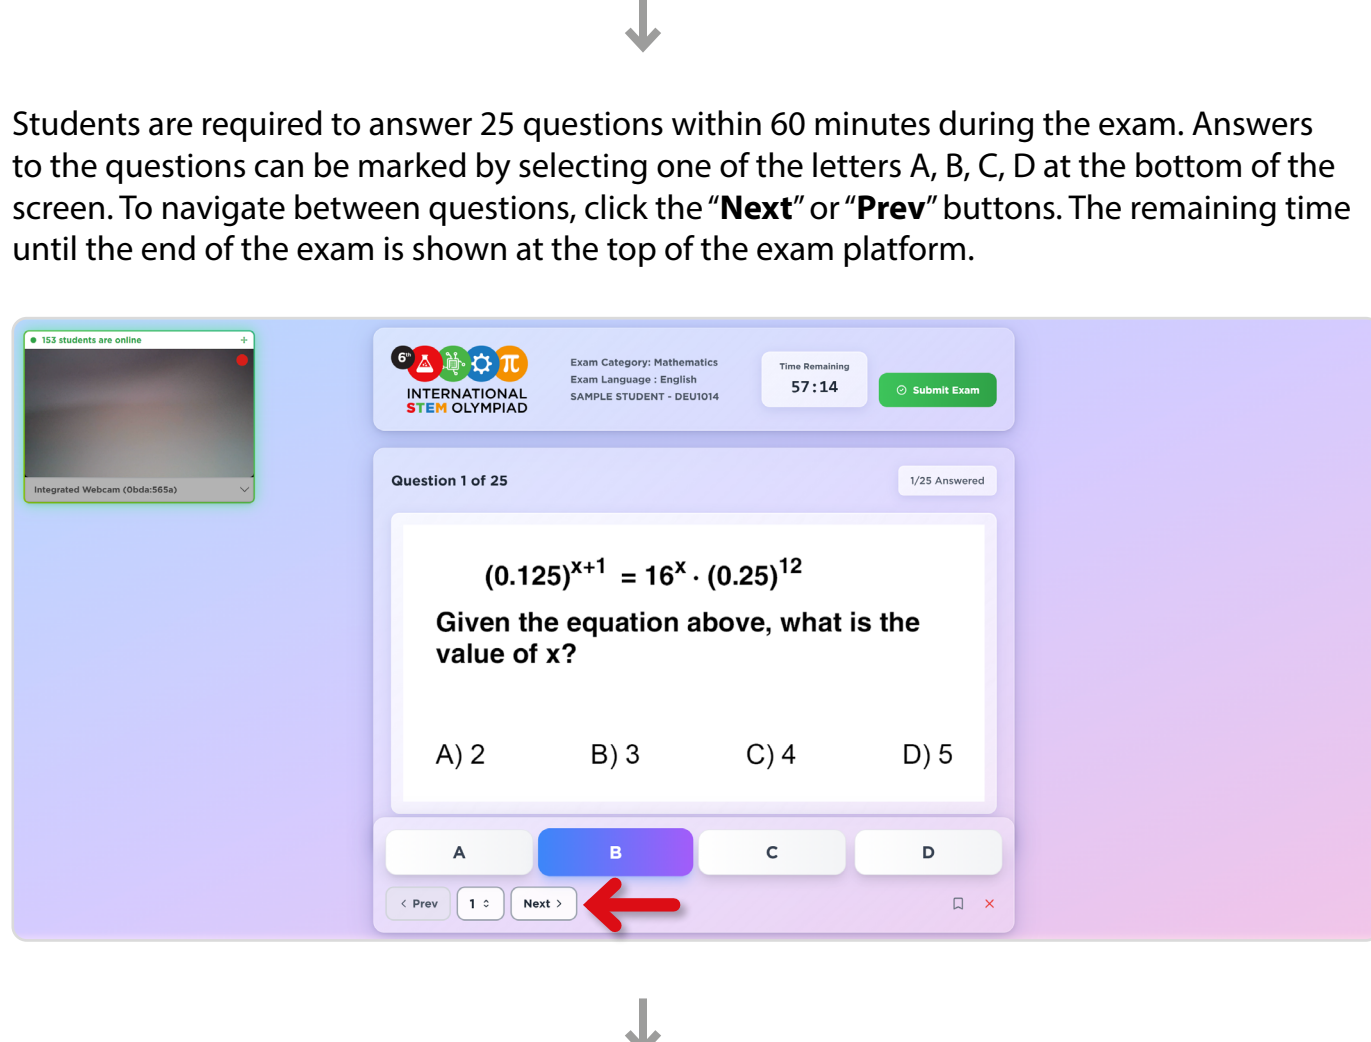 Students are required to answer 25 questions within 60 minutes during the exam. Answers
to the questions can be marked by selecting one of the letters A, B, C, D at the bottom of the
screen. To navigate between questions, click the “Next” or “Prev” buttons. The remaining time
until the end of the exam is shown at the top of the exam platform.
153 students are online
Integrated Webcam (0bda:565a)
6th
π
INTERNATIONAL
STEM OLYMPIAD
Exam Category: Mathematics
Exam Language : English
SAMPLE STUDENT - DEU1014
Time Remaining
57:14
Submit Exam
Question 1 of 25
1/25 Answered
(0.125)^x+1 = 16^x · (0.25)^12
Given the equation above, what is the
value of x?
A) 2 B) 3 C) 4 D) 5
A B C D
< Prev 1 Next >